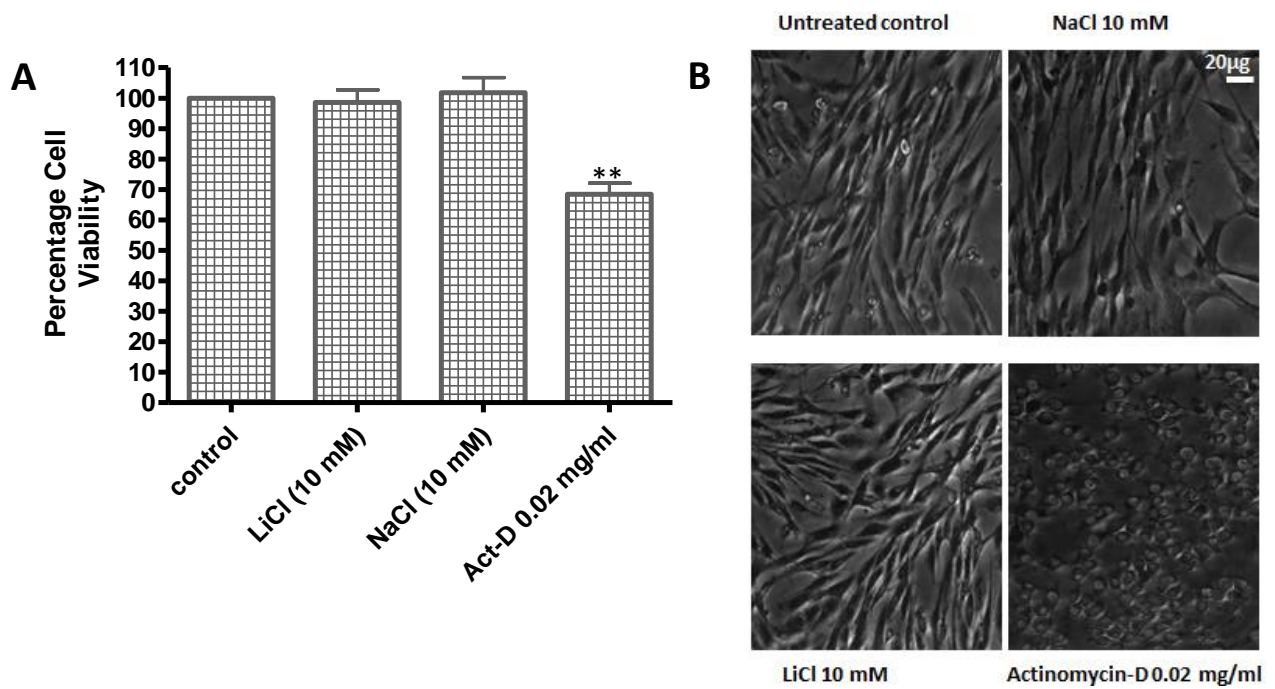 A
Percentage Cell
Viability
110
100
90
80
70
60
50
40
30
20
10
0
**
control
LiCl (10 mM)
NaCl (10 mM)
Act-D 0.02 mg/ml
B
Untreated control
NaCl 10 mM
20µg
LiCl 10 mM
Actinomycin-D 0.02 mg/ml